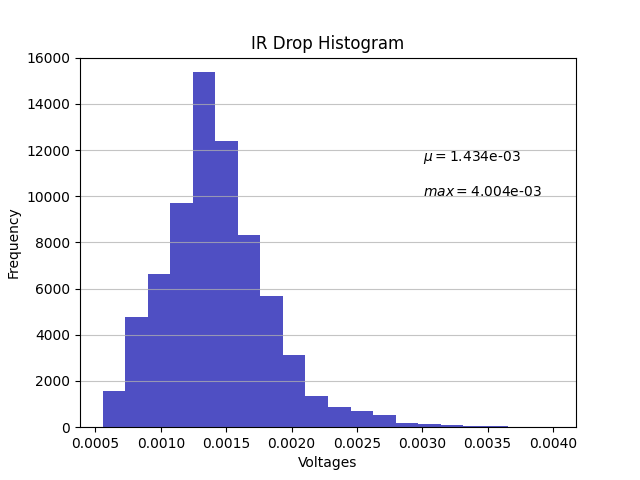 IR Drop Histogram
16000
14000
12000
10000
8000
6000
4000
2000
0
Frequency
μ = 1.434e-03
max = 4.004e-03
0.0005 0.0010 0.0015 0.0020 0.0025 0.0030 0.0035 0.0040
Voltages